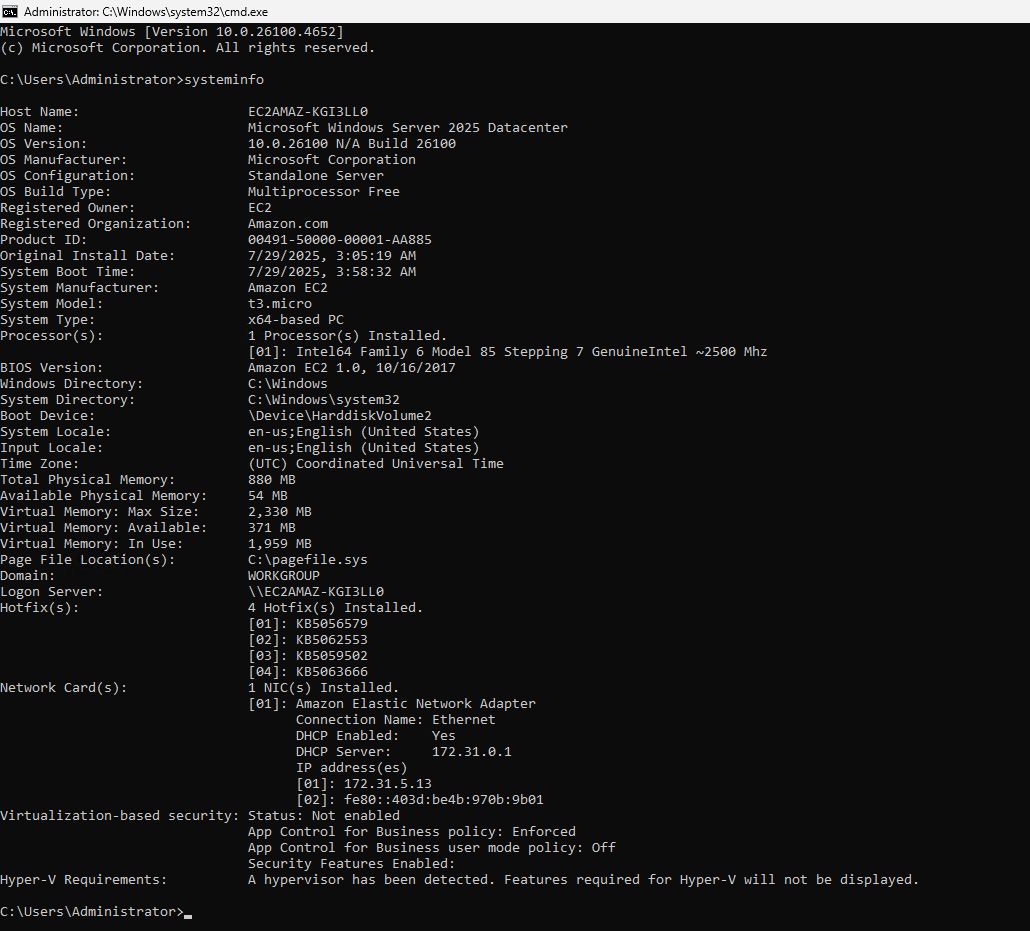 Administrator: C:\Windows\system32\cmd.exe
Microsoft Windows [Version 10.0.26100.4652]
(c) Microsoft Corporation. All rights reserved.
C:\Users\Administrator>systeminfo
Host Name: EC2AMAZ-KGI3LL0
OS Name: Microsoft Windows Server 2025 Datacenter
OS Version: 10.0.26100 N/A Build 26100
OS Manufacturer: Microsoft Corporation
OS Configuration: Standalone Server
OS Build Type: Multiprocessor Free
Registered Owner: EC2
Registered Organization: Amazon.com
Product ID: 00491-50000-00001-AA885
Original Install Date: 7/29/2025, 3:05:19 AM
System Boot Time: 7/29/2025, 3:58:32 AM
System Manufacturer: Amazon EC2
System Model: t3.micro
System Type: x64-based PC
Processor(s): 1 Processor(s) Installed.
[01]: Intel64 Family 6 Model 85 Stepping 7 GenuineIntel ~2500 Mhz
BIOS Version: Amazon EC2 1.0, 10/16/2017
Windows Directory: C:\Windows
System Directory: C:\Windows\system32
Boot Device: \Device\HarddiskVolume2
System Locale: en-us;English (United States)
Input Locale: en-us;English (United States)
Time Zone: (UTC) Coordinated Universal Time
Total Physical Memory: 880 MB
Available Physical Memory: 54 MB
Virtual Memory: Max Size: 2,330 MB
Virtual Memory: Available: 371 MB
Virtual Memory: In Use: 1,959 MB
Page File Location(s): C:\pagefile.sys
Domain: WORKGROUP
Logon Server: \\EC2AMAZ-KGI3LL0
Hotfix(s): 4 Hotfix(s) Installed.
[01]: KB5056579
[02]: KB5062553
[03]: KB5059502
[04]: KB5063666
Network Card(s): 1 NIC(s) Installed.
[01]: Amazon Elastic Network Adapter
Connection Name: Ethernet
DHCP Enabled: Yes
DHCP Server: 172.31.0.1
IP address(es)
[01]: 172.31.5.13
[02]: fe80::403d:be4b:970b:9b01
Virtualization-based security: Status: Not enabled
App Control for Business policy: Enforced
App Control for Business user mode policy: Off
Security Features Enabled:
Hyper-V Requirements: A hypervisor has been detected. Features required for Hyper-V will not be displayed.
C:\Users\Administrator>